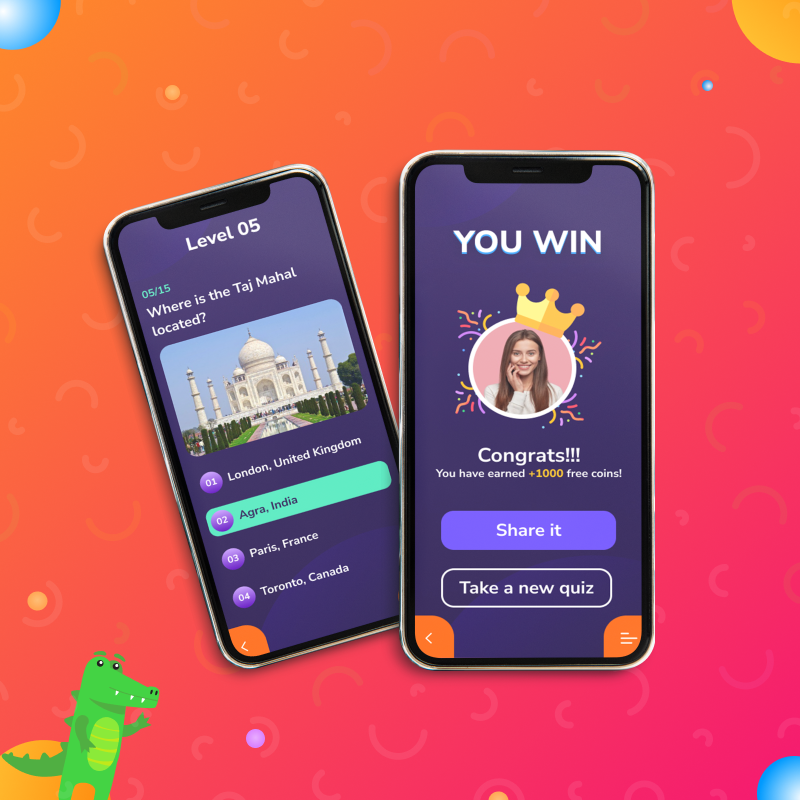 Level 05
05/15
Where is the Taj Mahal
located?
01 London, United Kingdom
02 Agra, India
03 Paris, France
04 Toronto, Canada
YOU WIN
Congrats!!!
You have earned +1000 free coins!
Share it
Take a new quiz